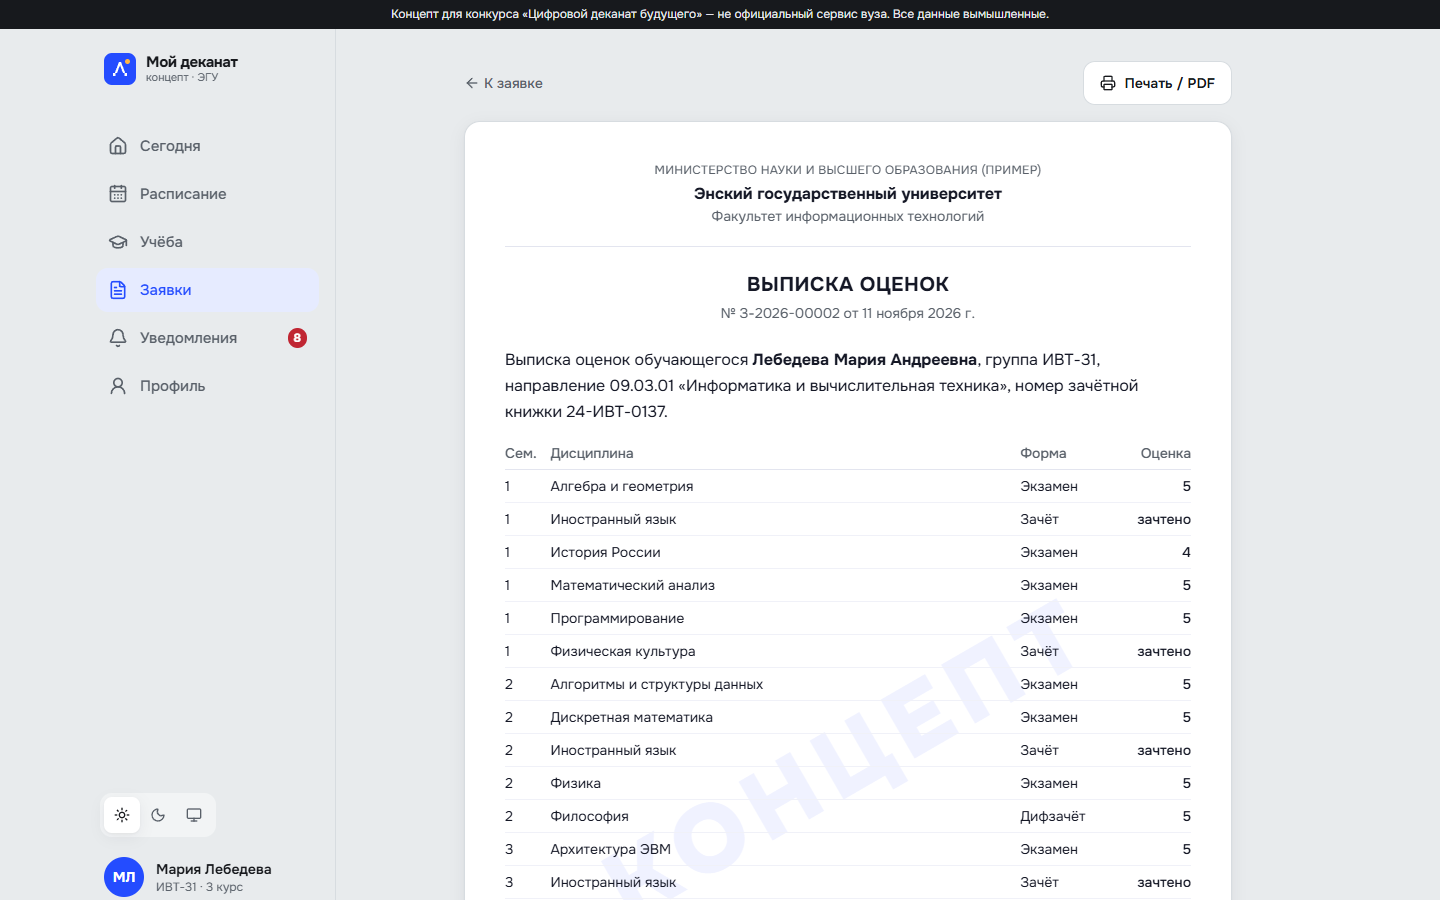 Концепт для конкурса «Цифровой деканат будущего» — не официальный сервис вуза. Все данные вымышленные.
Мой деканат
концепт · ЭГУ
Сегодня
Расписание
Учёба
Заявки
Уведомления 8
Профиль
МЛ
Мария Лебедева
ИВТ-31 · 3 курс
← К заявке
Печать / PDF
МИНИСТЕРСТВО НАУКИ И ВЫСШЕГО ОБРАЗОВАНИЯ (ПРИМЕР)
Энский государственный университет
Факультет информационных технологий
ВЫПИСКА ОЦЕНОК
№ З-2026-00002 от 11 ноября 2026 г.
Выписка оценок обучающегося Лебедева Мария Андреевна, группа ИВТ-31,
направление 09.03.01 «Информатика и вычислительная техника», номер зачётной
книжки 24-ИВТ-0137.
Сем. Дисциплина Форма Оценка
1 Алгебра и геометрия Экзамен 5
1 Иностранный язык Зачёт зачтено
1 История России Экзамен 4
1 Математический анализ Экзамен 5
1 Программирование Экзамен 5
1 Физическая культура Зачёт зачтено
2 Алгоритмы и структуры данных Экзамен 5
2 Дискретная математика Экзамен 5
2 Иностранный язык Зачёт зачтено
2 Физика Экзамен 5
2 Философия Дифзачёт 5
3 Архитектура ЭВМ Экзамен 5
3 Иностранный язык Зачёт зачтено
КОНЦЕПТ